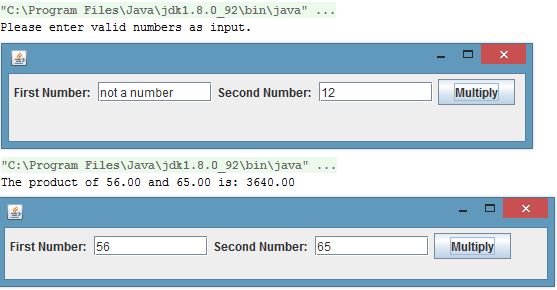 "C:\Program Files\Java\jdk1.8.0_92\bin\java" ...
Please enter valid numbers as input.
First Number: not a number Second Number: 12 Multiply
"C:\Program Files\Java\jdk1.8.0_92\bin\java" ...
The product of 56.00 and 65.00 is: 3640.00
First Number: 56 Second Number: 65 Multiply